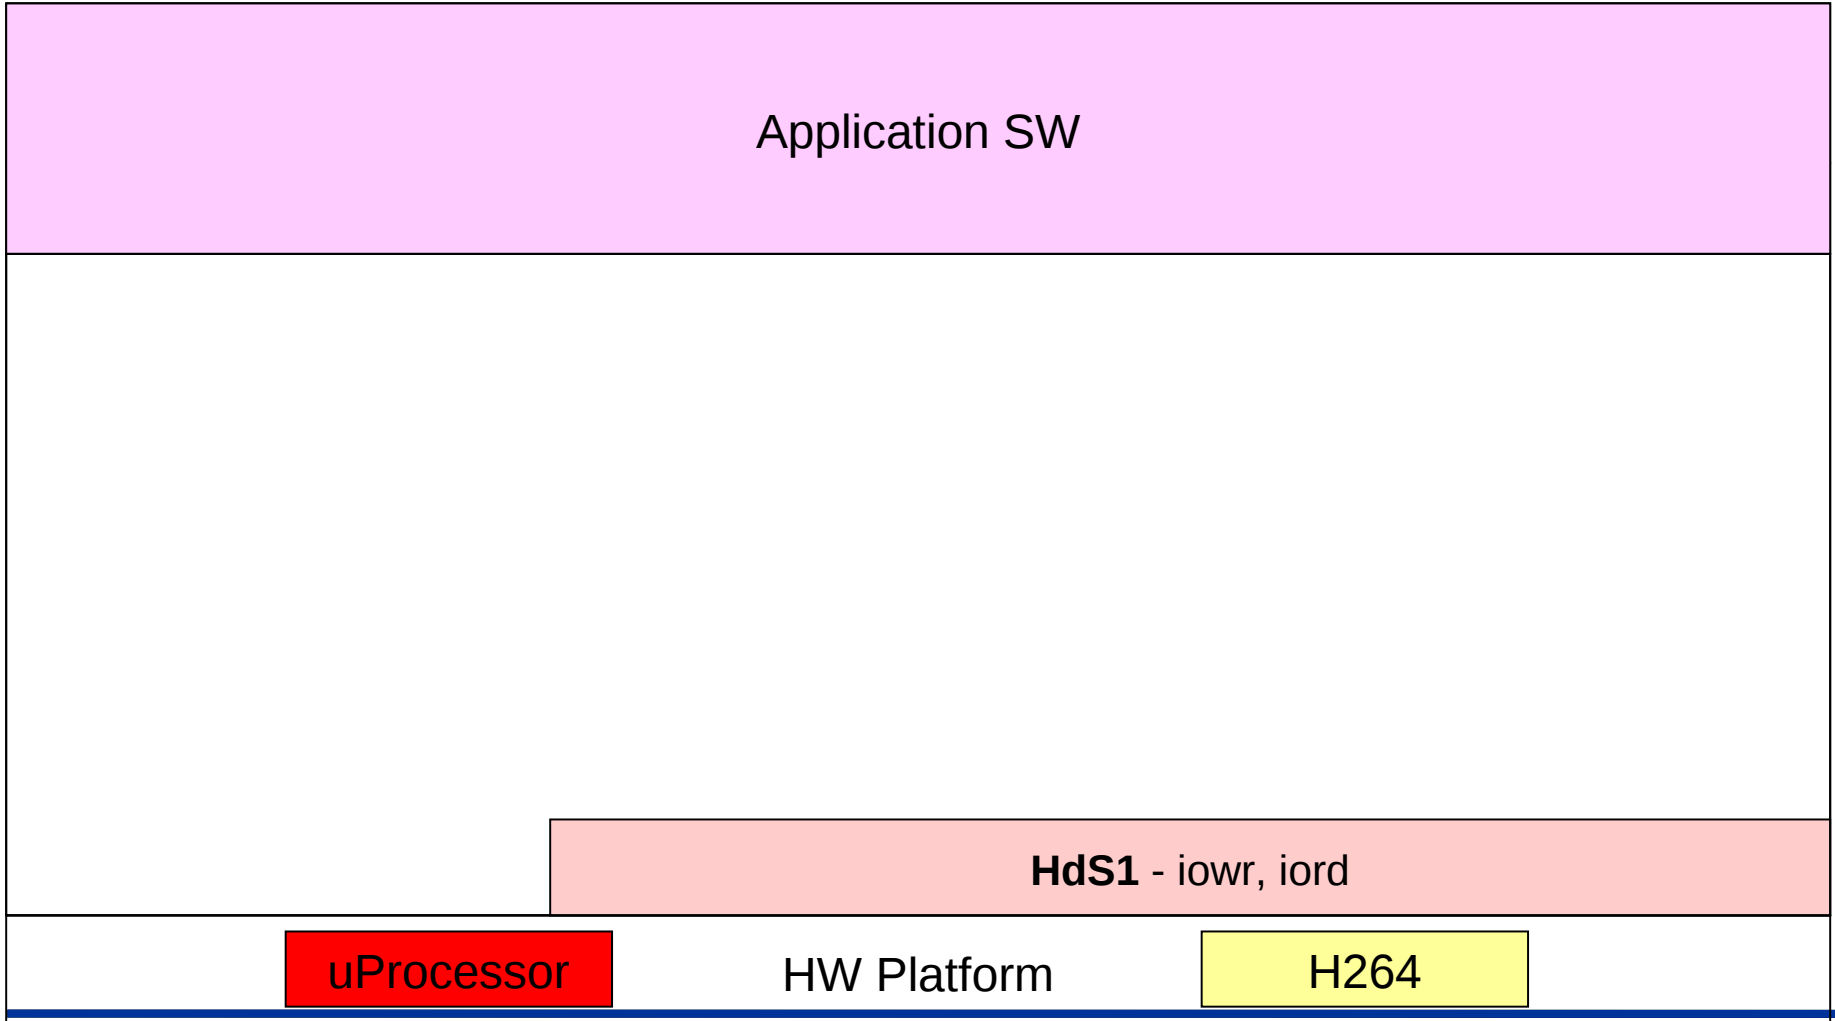 Application SW
HdS1 - iowr, iord
uProcessor
HW Platform
H264